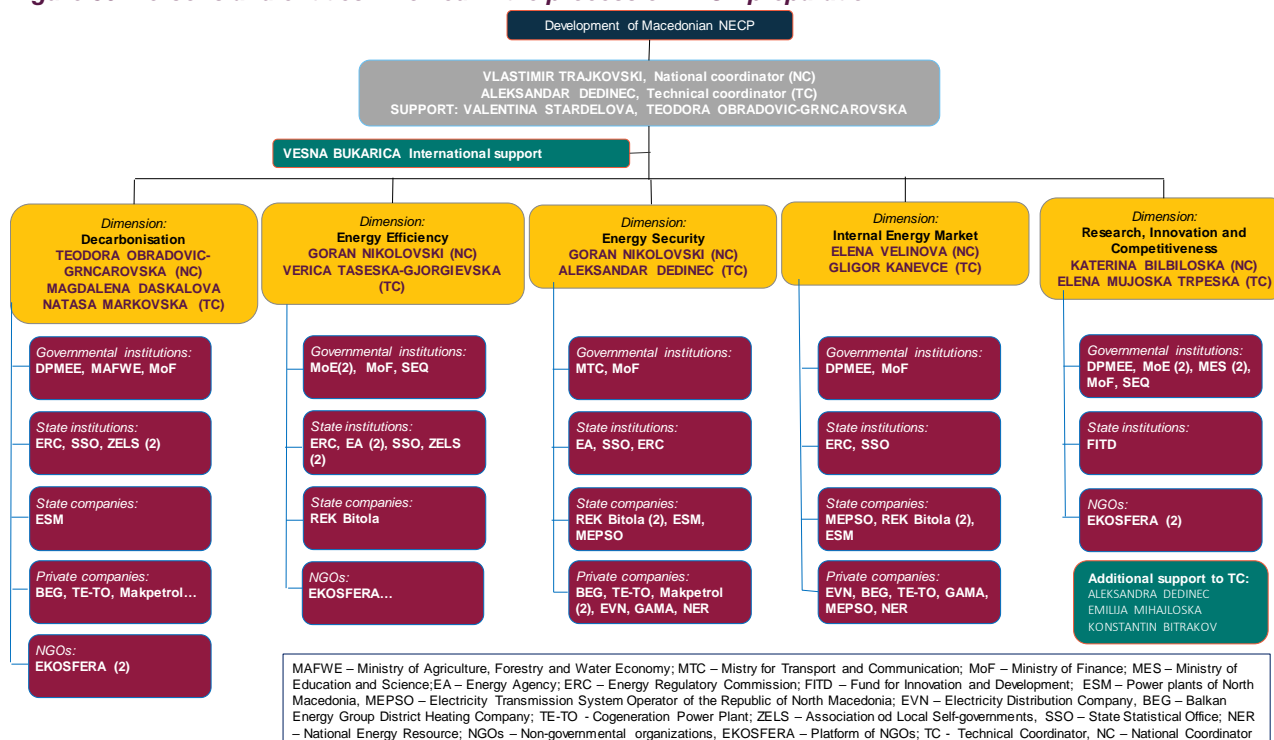 Development of Macedonian NECP
VLASTIMIR TRAJKOVSKI, National coordinator (NC)
ALEKSANDAR DEDINEC, Technical coordinator (TC)
SUPPORT: VALENTINA STARDELOVA, TEODORA OBRADOVIC-GRNCAROVSKA
VESNA BUKARICA International support
Dimension:
Decarbonisation
TEODORA OBRADOVIC-
GRNCAROVSKA (NC)
MAGDALENA DASKALOVA
NATASA MARKOVSKA (TC)
Governmental institutions:
DPMEE, MAFWE, MoF
State institutions:
ERC, SSO, ZELS (2)
State companies:
ESM
Private companies:
BEG, TE-TO, Makpetrol…
NGOs:
EKOSFERA (2)
Dimension:
Energy Efficiency
GORAN NIKOLOVSKI (NC)
VERICA TASESKA-GJORGIEVSKA
(TC)
Governmental institutions:
MoE(2), MoF, SEQ
State institutions:
ERC, EA (2), SSO, ZELS
(2)
State companies:
REK Bitola
NGOs:
EKOSFERA…
Dimension:
Energy Security
GORAN NIKOLOVSKI (NC)
ALEKSANDAR DEDINEC (TC)
Governmental institutions:
MTC, MoF
State institutions:
EA, SSO, ERC
State companies:
REK Bitola (2), ESM,
MEPSO
Private companies:
BEG, TE-TO, Makpetrol
(2), EVN, GAMA, NER
Dimension:
Internal Energy Market
ELENA VELINOVA (NC)
GLIGOR KANEVCE (TC)
Governmental institutions:
DPMEE, MoF
State institutions:
ERC, SSO
State companies:
MEPSO, REK Bitola (2),
ESM
Private companies:
EVN, BEG, TE-TO, GAMA,
MEPSO, NER
Dimension:
Research, Innovation and
Competitiveness
KATERINA BILBILOSKA (NC)
ELENA MUJOSKA TRPESKA (TC)
Governmental institutions:
DPMEE, MoE (2), MES (2),
MoF, SEQ
State institutions:
FITD
NGOs:
EKOSFERA (2)
Additional support to TC:
ALEKSANDRA DEDINEC
EMILIJA MIHAJLOSKA
KONSTANTIN BITRAKOV
MAFWE – Ministry of Agriculture, Forestry and Water Economy; MTC – Mistry for Transport and Communication; MoF – Ministry of Finance; MES – Ministry of
Education and Science;EA – Energy Agency; ERC – Energy Regulatory Commission; FITD – Fund for Innovation and Development; ESM – Power plants of North
Macedonia, MEPSO – Electricity Transmission System Operator of the Republic of North Macedonia; EVN – Electricity Distribution Company, BEG – Balkan
Energy Group District Heating Company; TE-TO - Cogeneration Power Plant; ZELS – Association od Local Self-governments, SSO – State Statistical Office; NER
– National Energy Resource; NGOs – Non-governmental organizations, EKOSFERA – Platform of NGOs; TC - Technical Coordinator, NC – National Coordinator